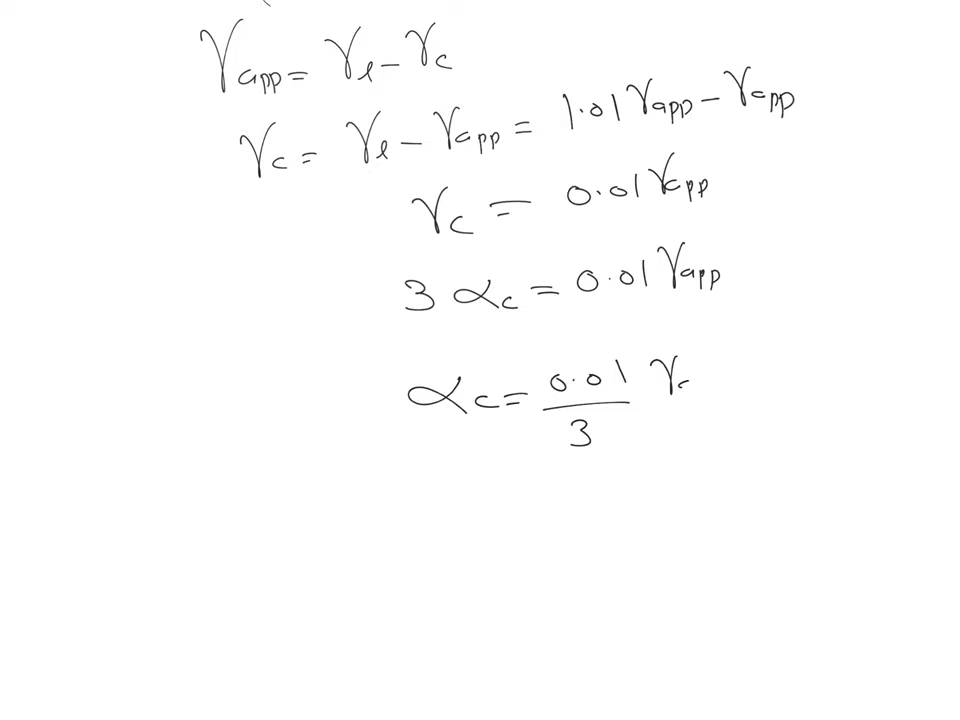 γapp = γℓ - γc
γc = γℓ - γapp = 1.01 γapp - γapp
γc = 0.01 γapp
3 αc = 0.01 γapp
αc = 0.01/3 γc